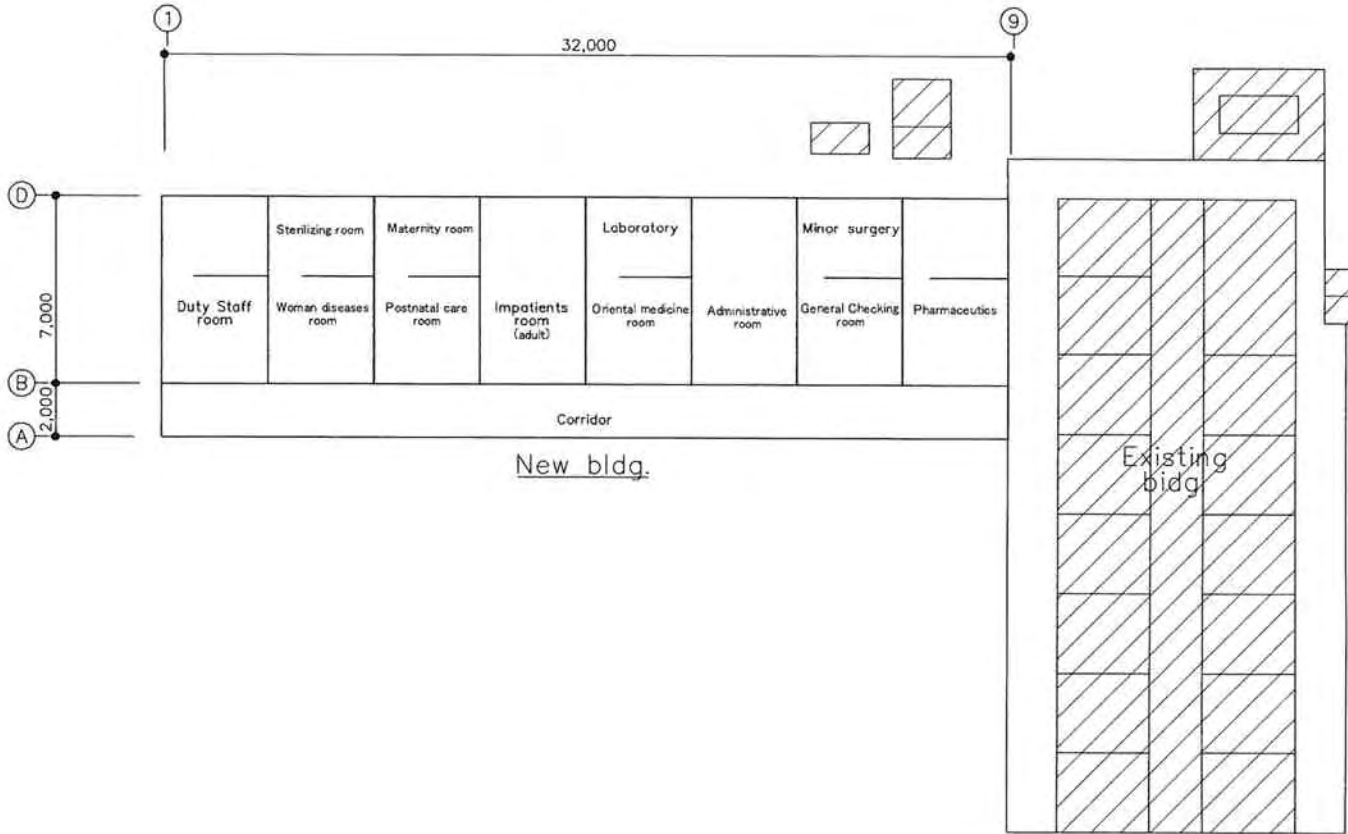 1
9
32,000
D
7,000
B
2,000
A
Sterilizing room
Maternity room
Laboratory
Minor surgery
Duty Staff
room
Woman diseases
room
Postnatal care
room
Impatients
room
(adult)
Oriental medicine
room
Administrative
room
General Checking
room
Pharmaceutics
Corridor
New bldg.
Existing
bidg